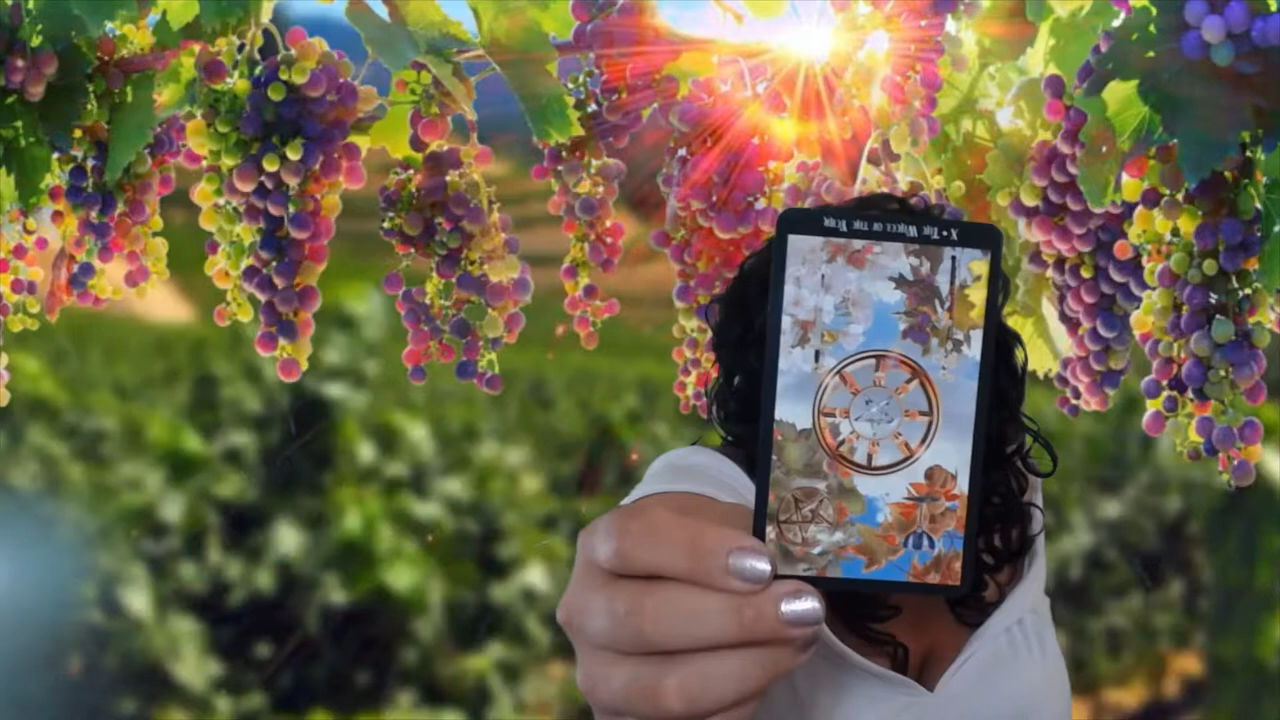 X • The Wheel of the Year